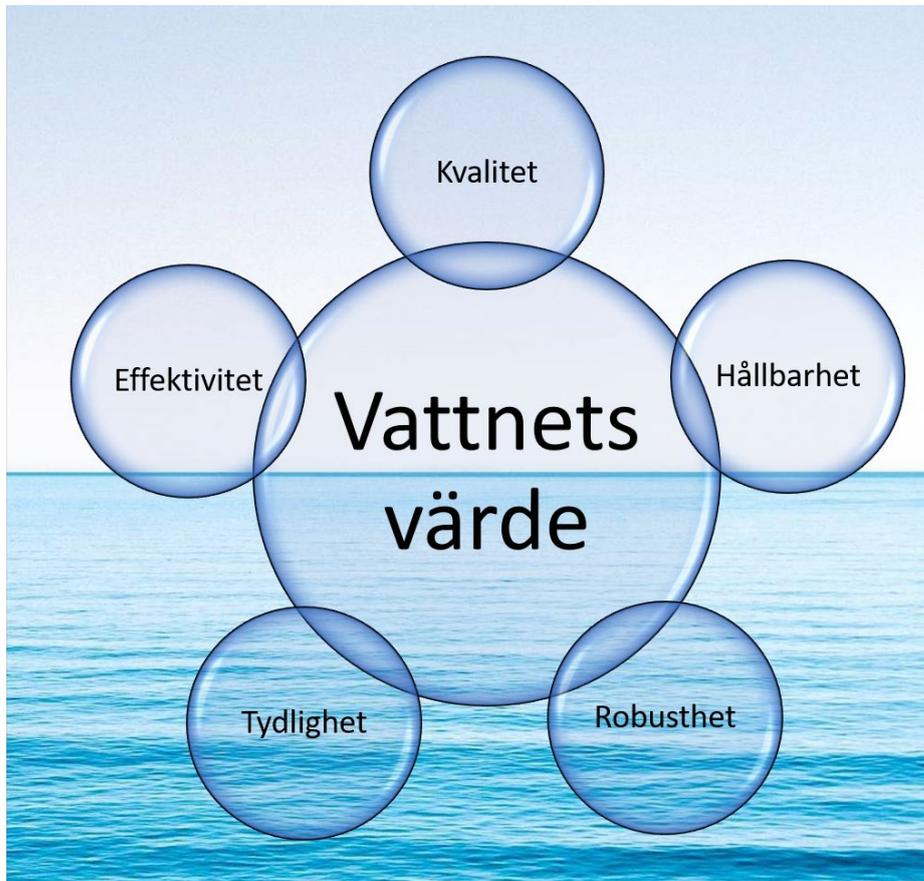 Kvalitet
Effektivitet
Hållbarhet
Vattnets
värde
Tydlighet
Robusthet